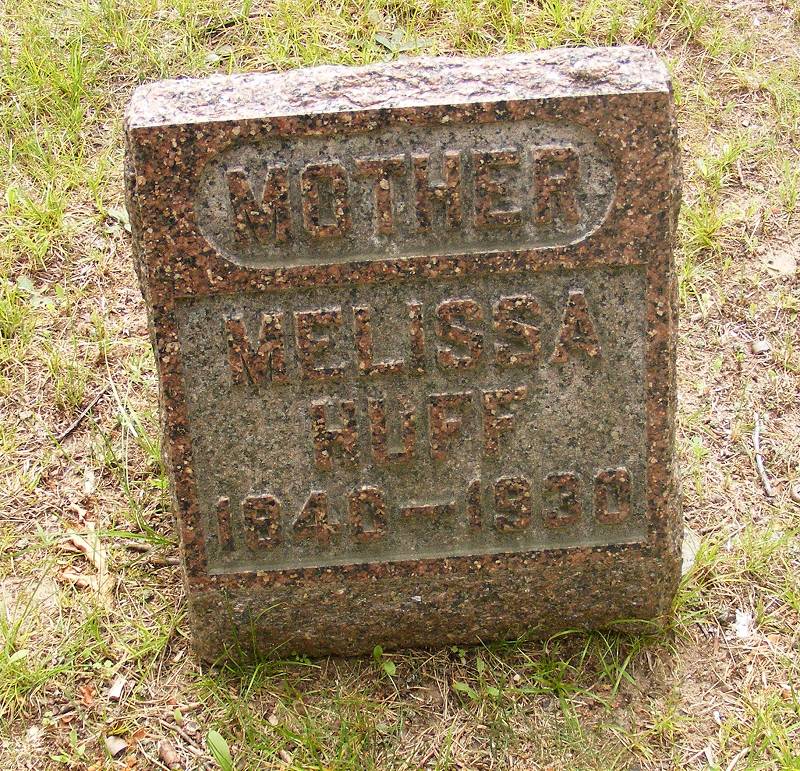 MOTHER
MELISSA
HUFF
1840-1930